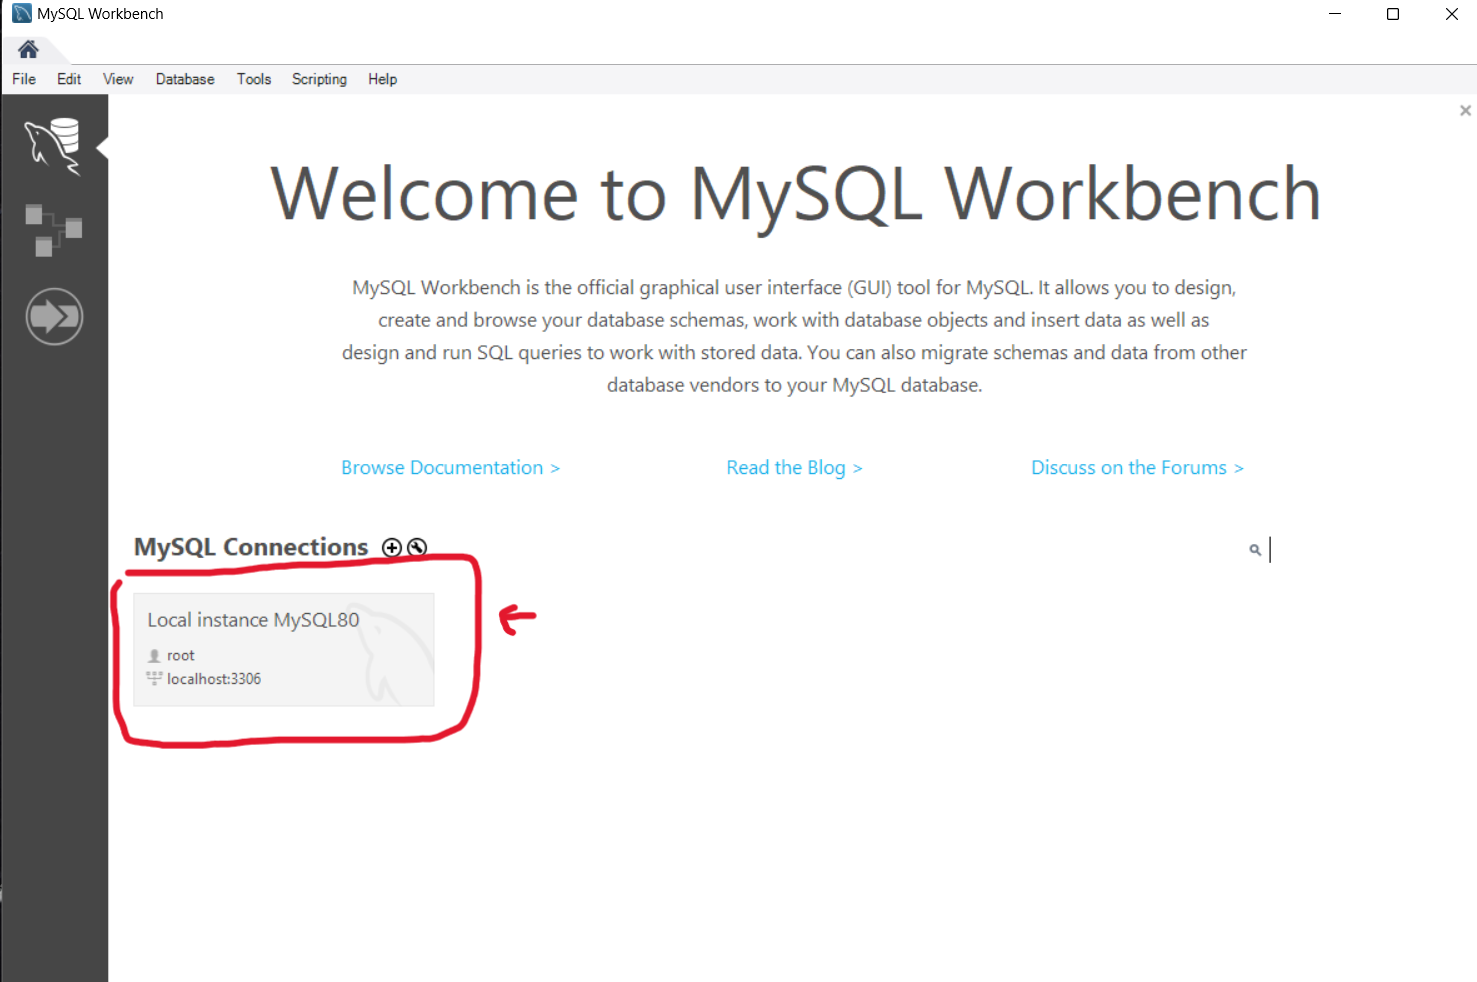 MySQL Workbench
File Edit View Database Tools Scripting Help
Welcome to MySQL Workbench
MySQL Workbench is the official graphical user interface (GUI) tool for MySQL. It allows you to design,
create and browse your database schemas, work with database objects and insert data as well as
design and run SQL queries to work with stored data. You can also migrate schemas and data from other
database vendors to your MySQL database.
Browse Documentation > Read the Blog > Discuss on the Forums >
MySQL Connections
Local instance MySQL80
root
localhost:3306